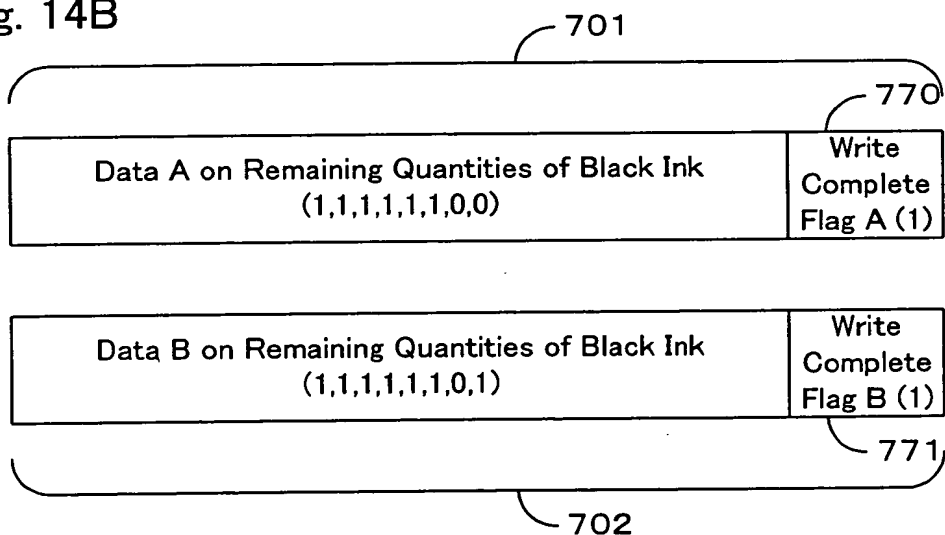 g. 14B
701
770
Data A on Remaining Quantities of Black Ink
(1,1,1,1,1,1,0,0)
Write
Complete
Flag A (1)
Data B on Remaining Quantities of Black Ink
(1,1,1,1,1,1,0,1)
Write
Complete
Flag B (1)
771
702